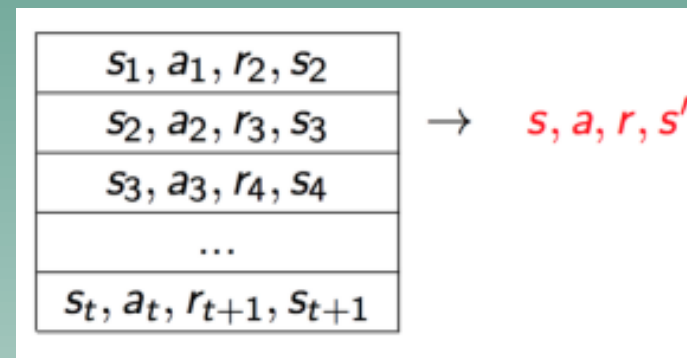 s₁, a₁, r₂, s₂
s₂, a₂, r₃, s₃ → s, a, r, s′
s₃, a₃, r₄, s₄
...
sₜ, aₜ, rₜ₊₁, sₜ₊₁